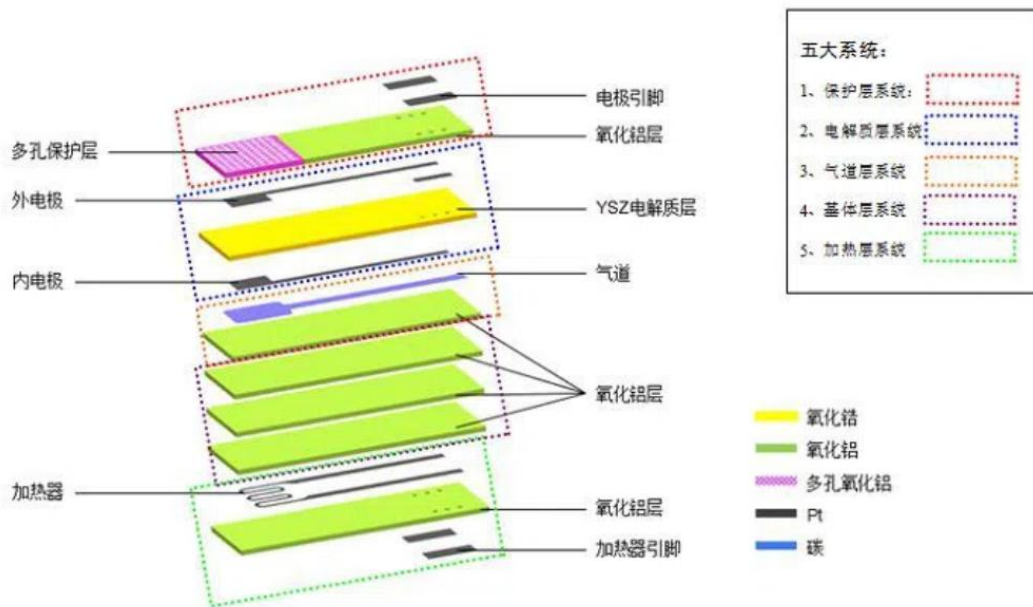 电极引脚
氧化铝层
多孔保护层
外电极
YSZ电解质层
内电极
气道
氧化铝层
加热器
氧化铝层
加热器引脚
五大系统：
1、保护层系统：
2、电解质层系统
3、气道层系统
4、基体层系统
5、加热层系统
氧化锆
氧化铝
多孔氧化铝
Pt
碳